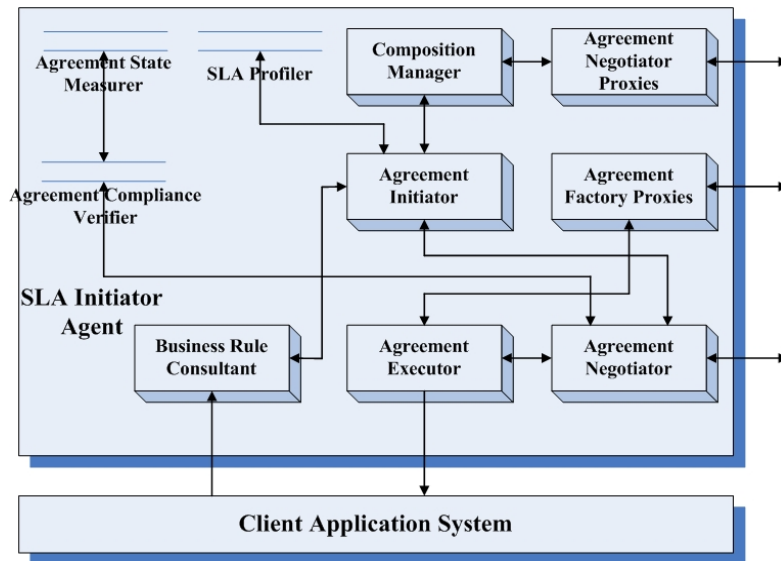 Agreement State
Measurer
SLA Profiler
Composition
Manager
Agreement
Negotiator
Proxies
Agreement Compliance
Verifier
Agreement
Initiator
Agreement
Factory Proxies
SLA Initiator
Agent
Business Rule
Consultant
Agreement
Executor
Agreement
Negotiator
Client Application System